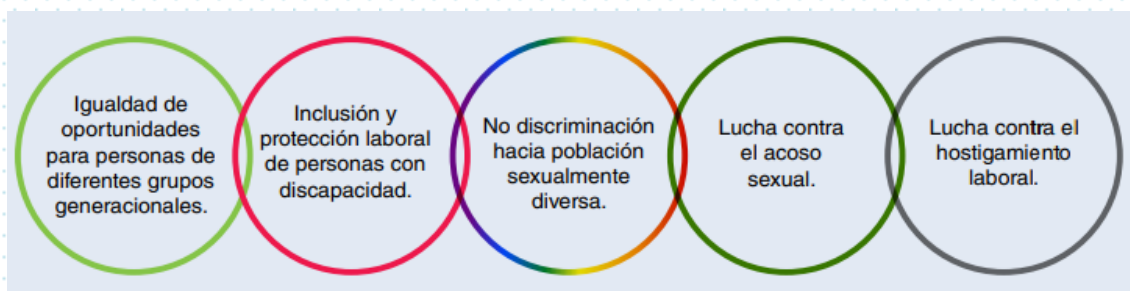 Igualdad de
oportunidades
para personas de
diferentes grupos
generacionales.
Inclusión y
protección laboral
de personas con
discapacidad.
No discriminación
hacia población
sexualmente
diversa.
Lucha contra
el acoso
sexual.
Lucha contra el
hostigamiento
laboral.